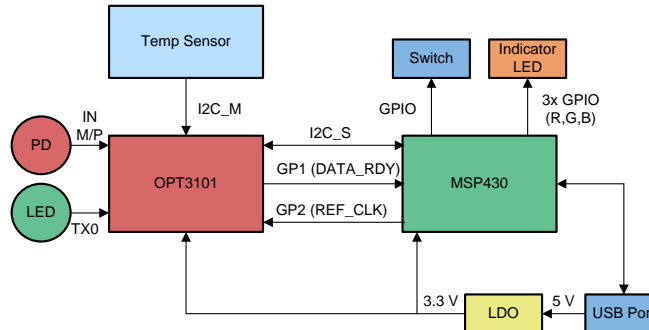 Temp Sensor
Switch
Indicator
LED
I2C_M
GPIO
3x GPIO
(R,G,B)
IN
M/P
PD
I2C_S
GP1 (DATA_RDY)
OPT3101
MSP430
LED
TX0
GP2 (REF_CLK)
3.3 V
LDO
5 V
USB Port